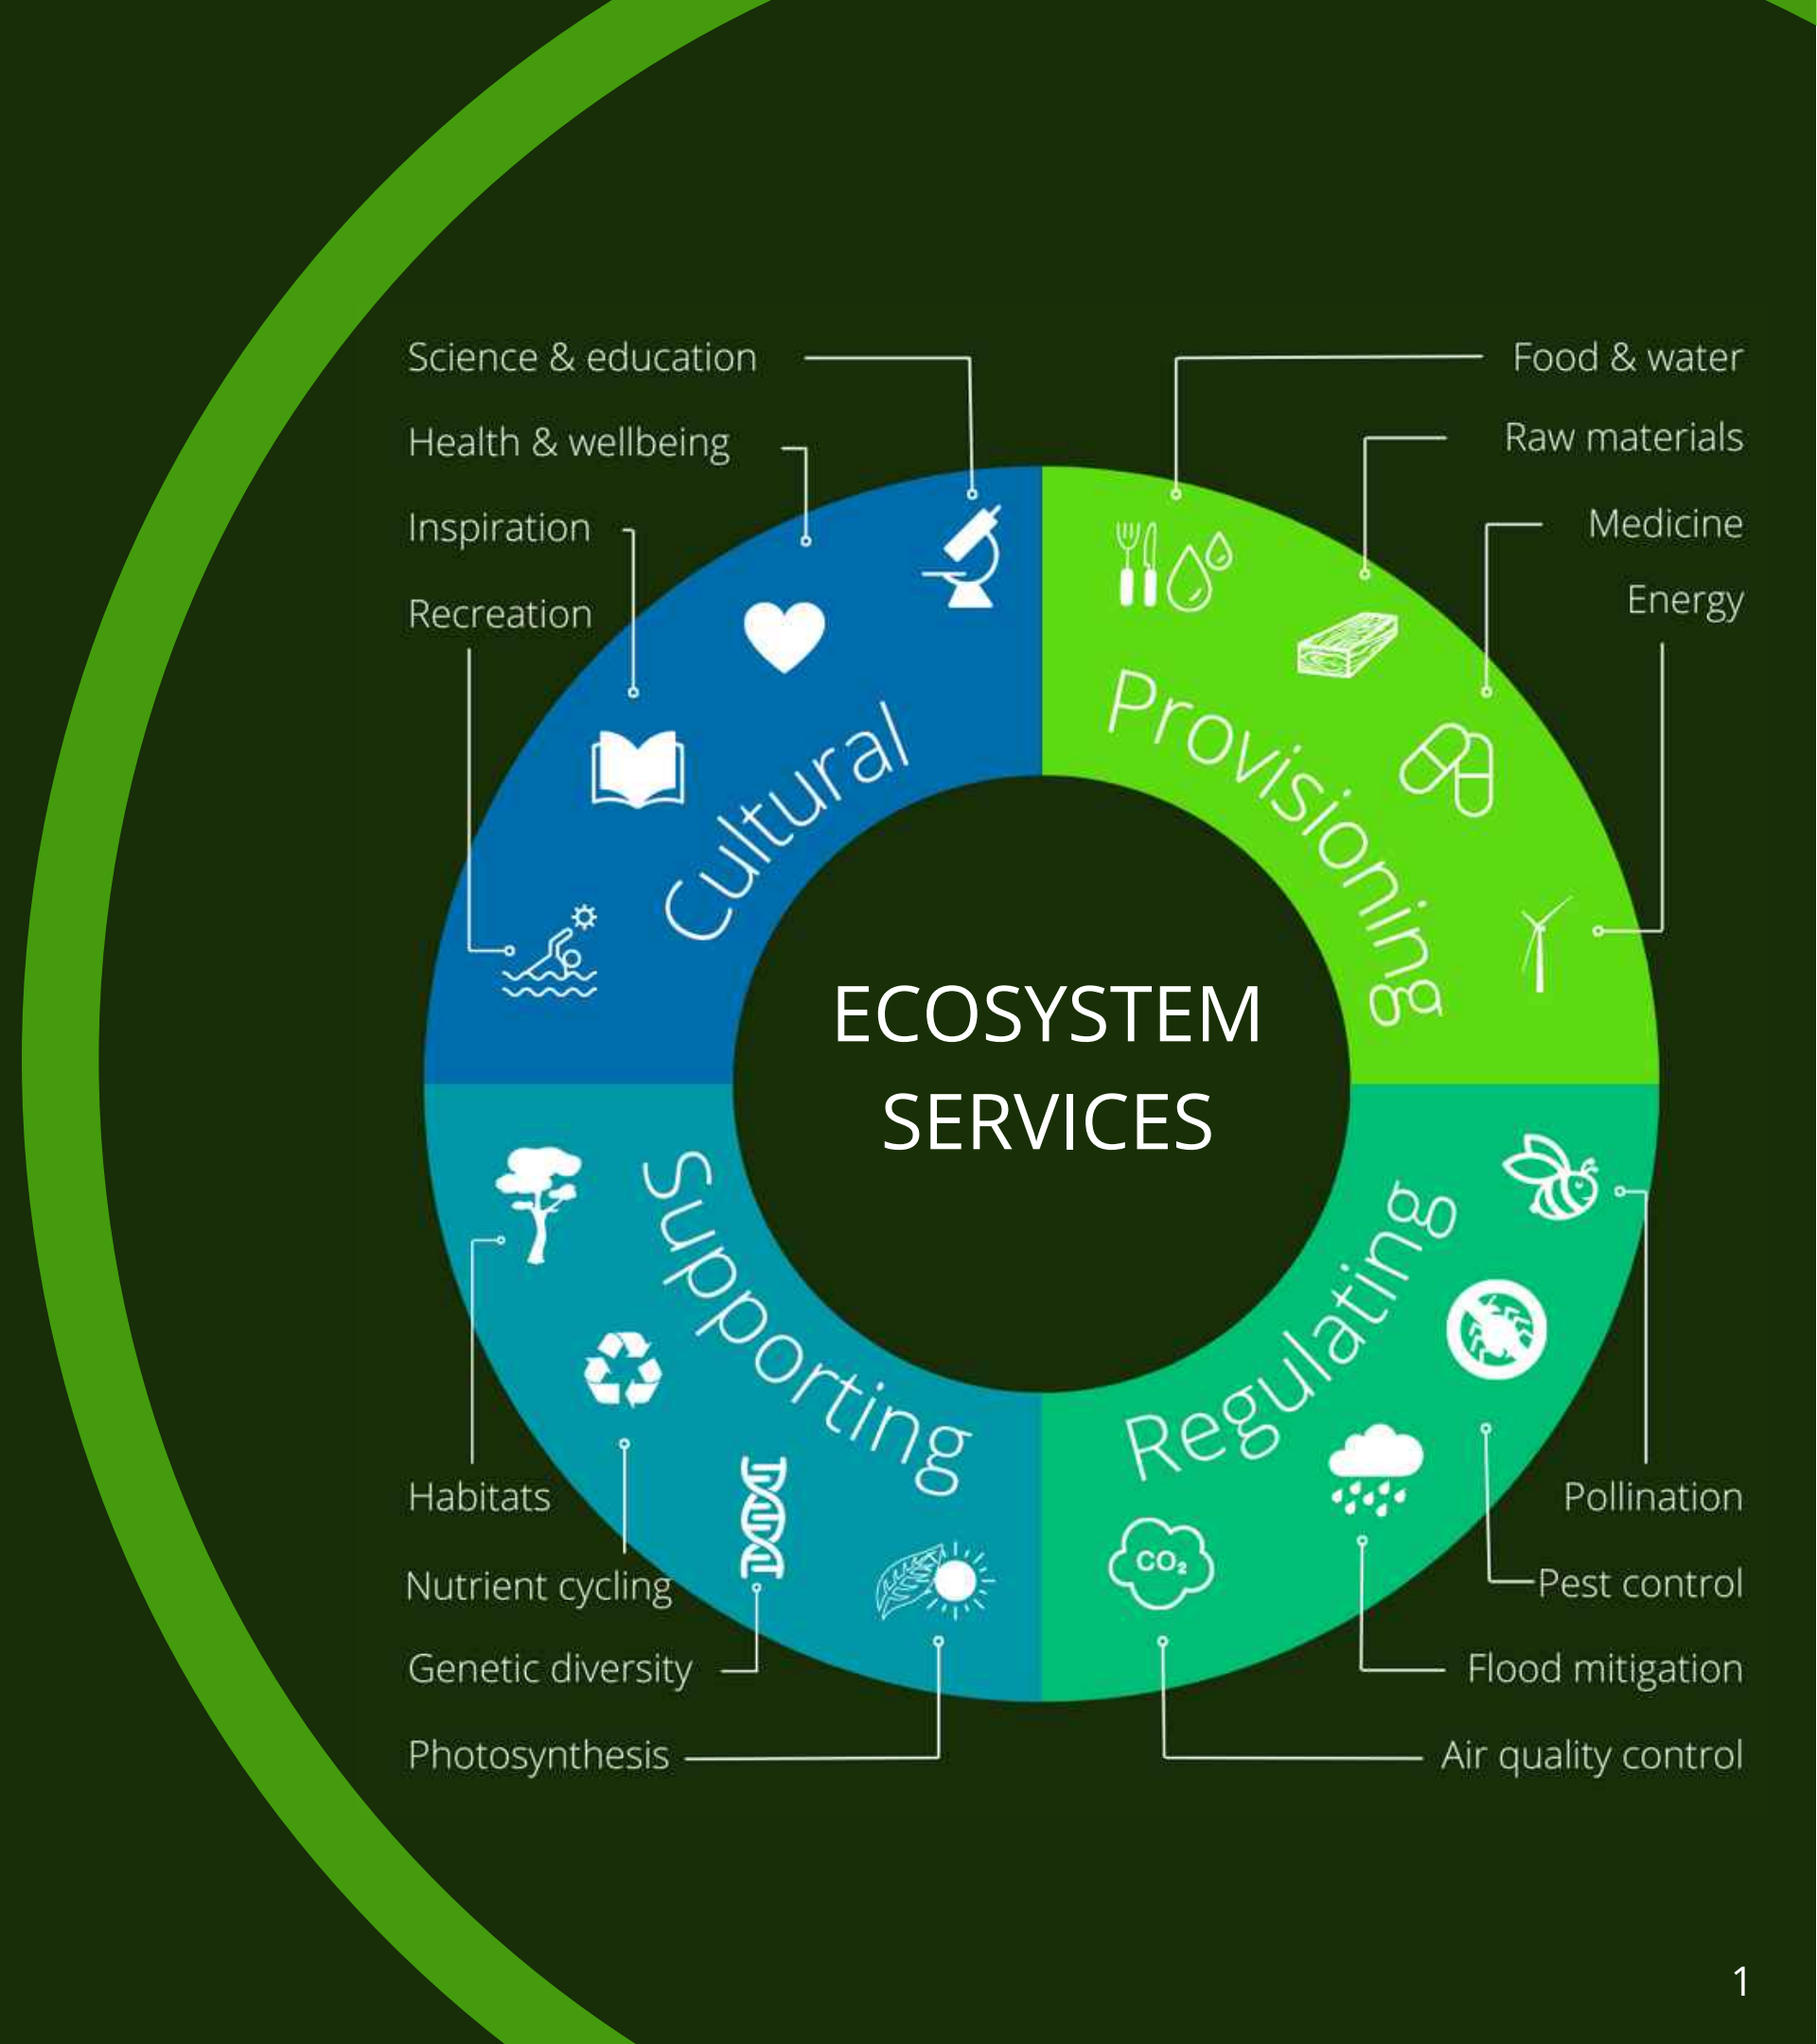 Science & education
Health & wellbeing
Inspiration
Recreation
Food & water
Raw materials
Medicine
Energy
Cultural
Provisioning
ECOSYSTEM
SERVICES
Supporting
Regulating
CO₂
Habitats
Nutrient cycling
Genetic diversity
Photosynthesis
Pollination
Pest control
Flood mitigation
Air quality control
1